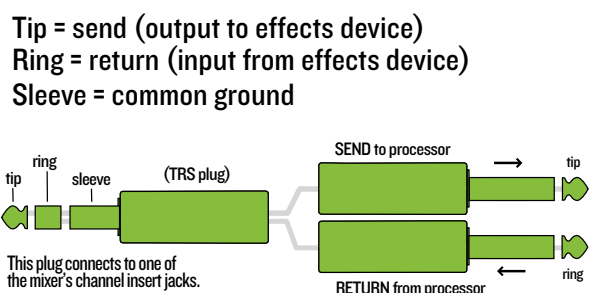 Tip = send (output to effects device)
Ring = return (input from effects device)
Sleeve = common ground
SEND to processor
ring
tip
(TRS plug)
tip
sleeve
This plug connects to one of
the mixer's channel insert jacks.
ring
RETURN from processor